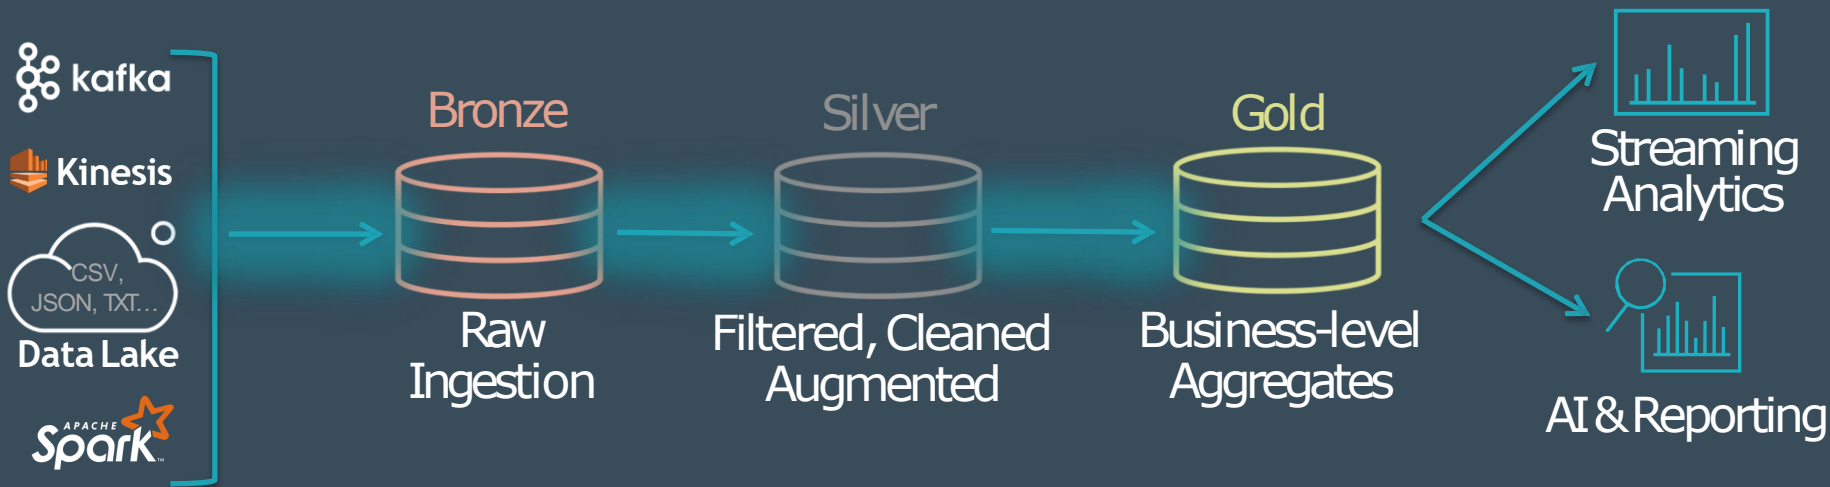 kafka
Kinesis
CSV,
JSON, TXT...
Data Lake
APACHE
Spark™
Bronze
Raw
Ingestion
Silver
Filtered, Cleaned
Augmented
Gold
Business-level
Aggregates
Streaming
Analytics
AI & Reporting